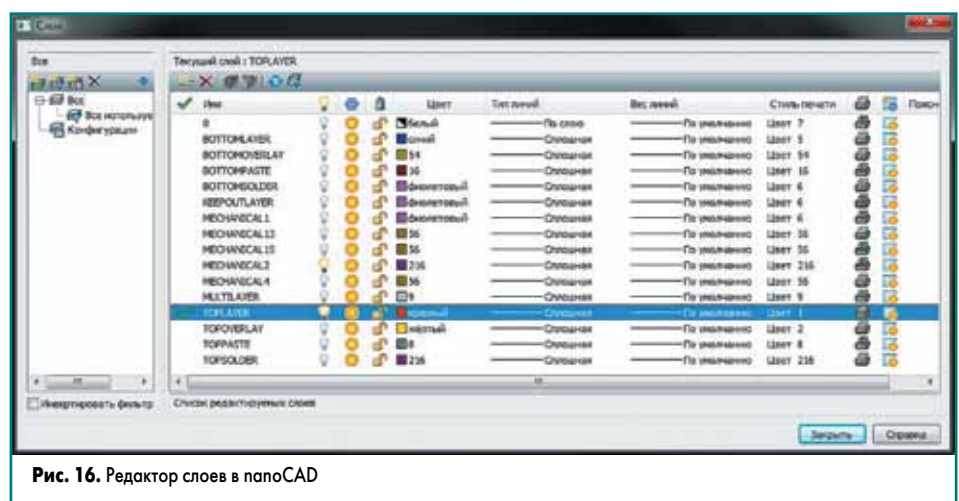 Слои
Все
Все
Все используе
Конфигурации
Инвертировать фильтр
Текущий слой : TOPLAYER
Имя Цвет Тип линий Вес линий Стиль печати Поясн
0 белый По слою По умолчанию Цвет 7
BOTTOMLAYER синий Сплошная По умолчанию Цвет 5
BOTTOMOVERLAY 54 Сплошная По умолчанию Цвет 54
BOTTOMPASTE 16 Сплошная По умолчанию Цвет 16
BOTTOMSOLDER фиолетовый Сплошная По умолчанию Цвет 6
KEEPOUTLAYER фиолетовый Сплошная По умолчанию Цвет 6
MECHANICAL1 фиолетовый Сплошная По умолчанию Цвет 6
MECHANICAL13 56 Сплошная По умолчанию Цвет 56
MECHANICAL15 56 Сплошная По умолчанию Цвет 56
MECHANICAL2 216 Сплошная По умолчанию Цвет 216
MECHANICAL4 56 Сплошная По умолчанию Цвет 56
MULTILAYER 9 Сплошная По умолчанию Цвет 9
TOPLAYER красный Сплошная По умолчанию Цвет 1
TOPOVERLAY жёлтый Сплошная По умолчанию Цвет 2
TOPPASTE 8 Сплошная По умолчанию Цвет 8
TOPSOLDER 216 Сплошная По умолчанию Цвет 216
Список редактируемых слоев
Закрыть Справка
Рис. 16. Редактор слоев в nanoCAD